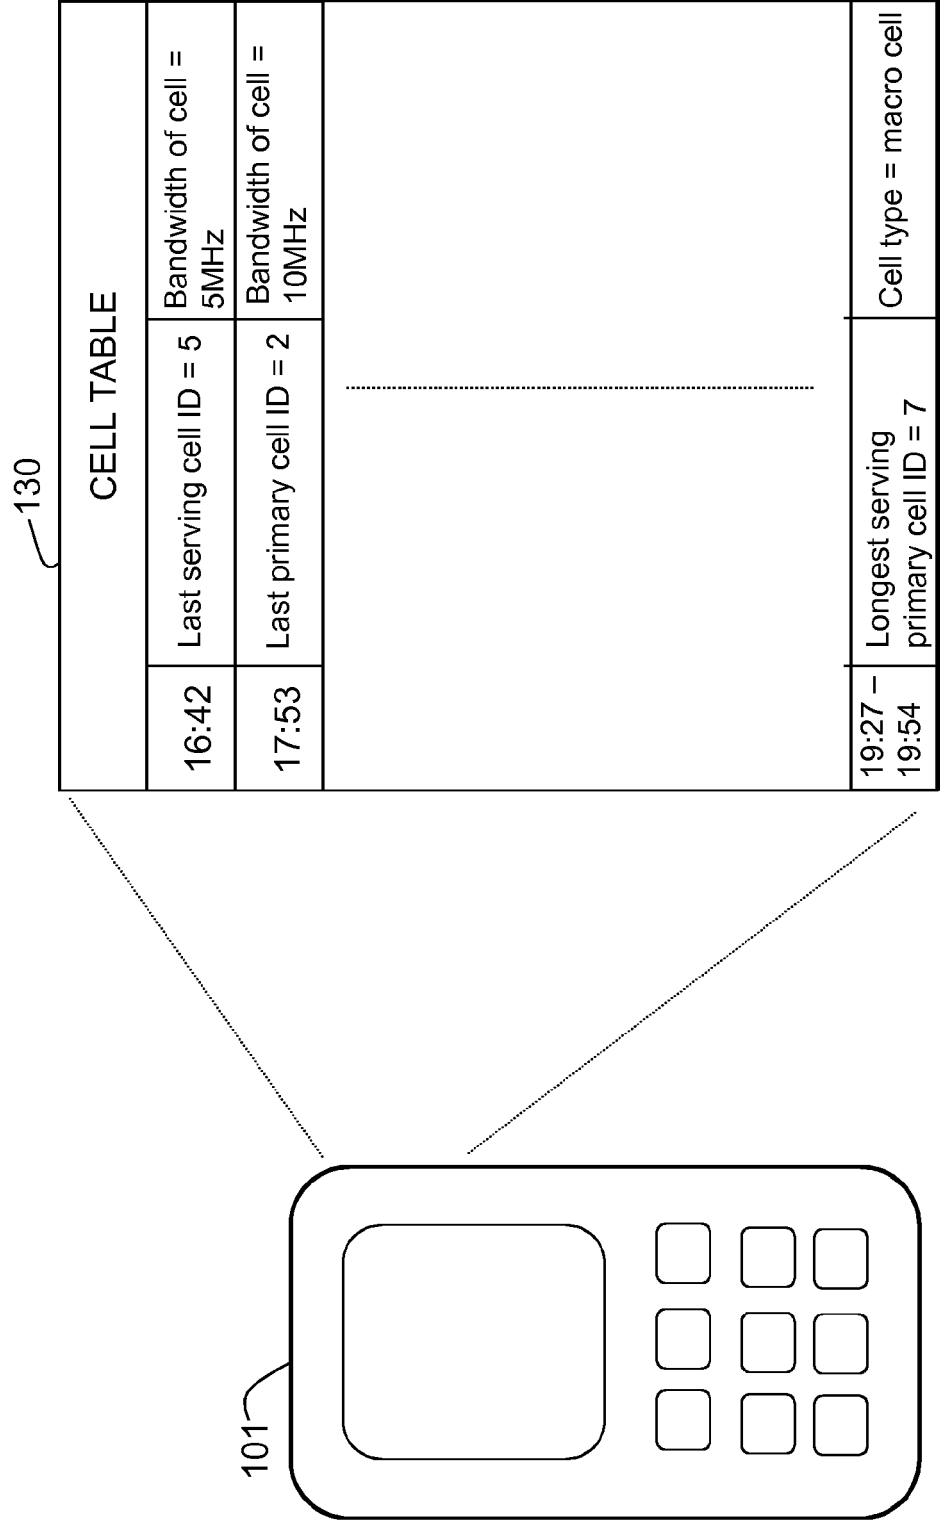 130
CELL TABLE
16:42
Last serving cell ID = 5
Bandwidth of cell =
5MHz
17:53
Last primary cell ID = 2
Bandwidth of cell =
10MHz
19:27 –
19:54
Longest serving
primary cell ID = 7
Cell type = macro cell
101